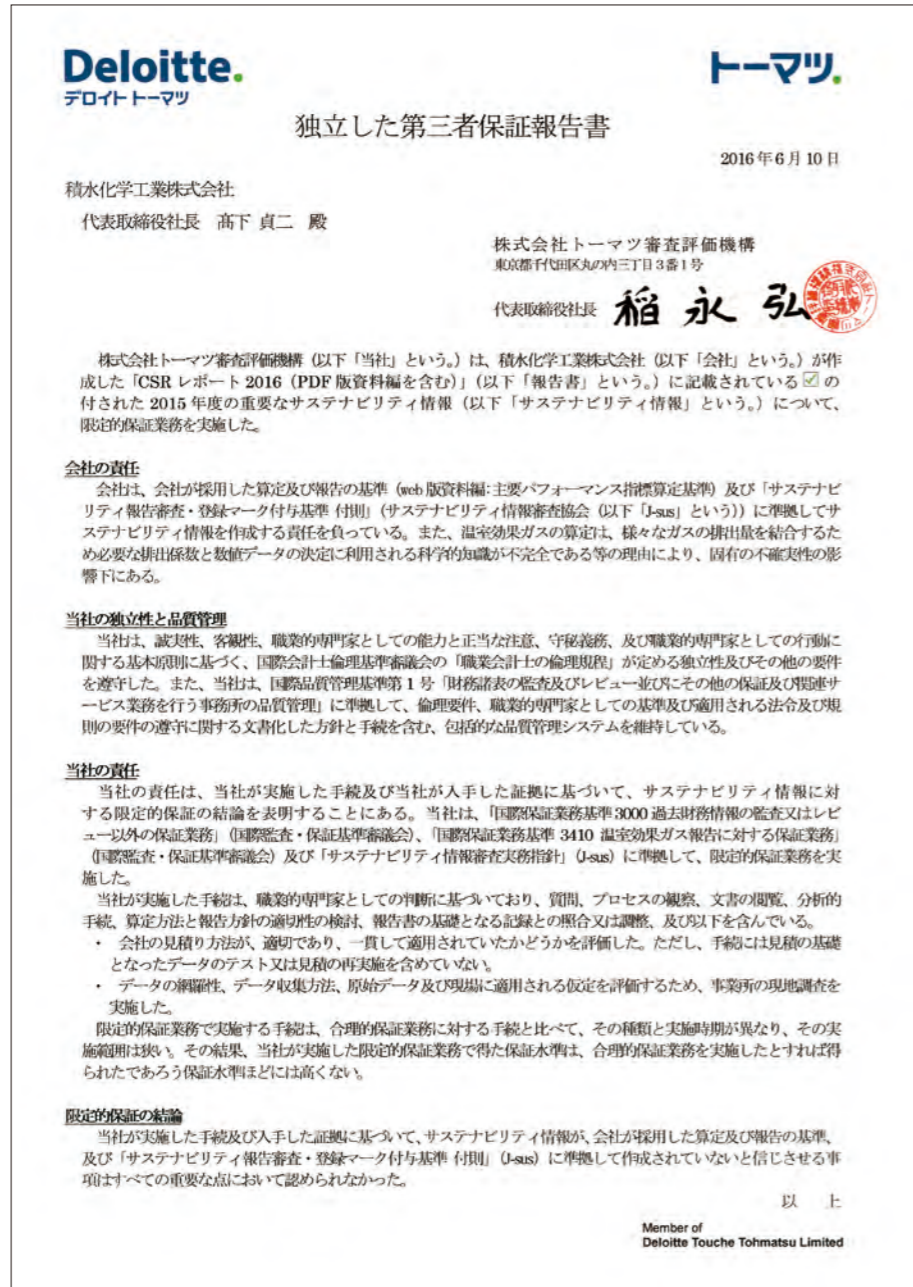 Deloitte.
デロイト トーマツ
トーマツ.
独立した第三者保証報告書
2016年6月10日
積水化学工業株式会社
代表取締役社長 髙下 貞二 殿
株式会社トーマツ審査評価機構
東京都千代田区丸の内三丁目3番1号
代表取締役社長 稲永弘
株式会社トーマツ審査評価機構（以下「当社」という。）は、積水化学工業株式会社（以下「会社」という。）が作
成した「CSR レポート 2016（PDF 版資料編を含む）」（以下「報告書」という。）に記載されている☑の
付された 2015 年度の重要なサステナビリティ情報（以下「サステナビリティ情報」という。）について、
限定的保証業務を実施した。
会社の責任
会社は、会社が採用した算定及び報告の基準（web 版資料編：主要パフォーマンス指標算定基準）及び「サステナビ
リティ報告審査・登録マーク付与基準 付則」（サステナビリティ情報審査協会（以下「J-sus」という））に準拠してサ
ステナビリティ情報を作成する責任を負っている。また、温室効果ガスの算定は、様々なガスの排出量を結合するた
め必要な排出係数と数値データの決定に利用される科学的知識が不完全である等の理由により、固有の不確実性の影
響下にある。
当社の独立性と品質管理
当社は、誠実性、客観性、職業的専門家としての能力と正当な注意、守秘義務、及び職業的専門家としての行動に
関する基本原則に基づく、国際会計士倫理基準審議会の「職業会計士の倫理規程」が定める独立性及びその他の要件
を遵守した。また、当社は、国際品質管理基準第1号「財務諸表の監査及びレビュー並びにその他の保証及び関連サ
ービス業務を行う事務所の品質管理」に準拠して、倫理要件、職業的専門家としての基準及び適用される法令及び規
則の要件の遵守に関する文書化した方針と手続を含む、包括的な品質管理システムを維持している。
当社の責任
当社の責任は、当社が実施した手続及び当社が入手した証拠に基づいて、サステナビリティ情報に対
する限定的保証の結論を表明することにある。当社は、「国際保証業務基準 3000 過去財務情報の監査又はレビ
ュー以外の保証業務」（国際監査・保証基準審議会）、「国際保証業務基準 3410 温室効果ガス報告に対する保証業務」
（国際監査・保証基準審議会）及び「サステナビリティ情報審査実務指針」（J-sus）に準拠して、限定的保証業務を実
施した。
当社が実施した手続は、職業的専門家としての判断に基づいており、質問、プロセスの観察、文書の閲覧、分析的
手続、算定方法と報告方針の適切性の検討、報告書の基礎となる記録との照合又は調整、及び以下を含んでいる。
・ 会社の見積り方法が、適切であり、一貫して適用されていたかどうかを評価した。ただし、手続には見積の基礎
となったデータのテスト又は見積の再実施を含めていない。
・ データの網羅性、データ収集方法、原始データ及び現場に適用される仮定を評価するため、事業所の現地調査を
実施した。
限定的保証業務で実施する手続は、合理的保証業務に対する手続と比べて、その種類と実施時期が異なり、その実
施範囲は狭い。その結果、当社が実施した限定的保証業務で得た保証水準は、合理的保証業務を実施したとすれば得
られたであろう保証水準ほどには高くない。
限定的保証の結論
当社が実施した手続及び入手した証拠に基づいて、サステナビリティ情報が、会社が採用した算定及び報告の基準、
及び「サステナビリティ報告審査・登録マーク付与基準 付則」（J-sus）に準拠して作成されていないと信じさせる事
項はすべての重要な点において認められなかった。
以 上
Member of
Deloitte Touche Tohmatsu Limited